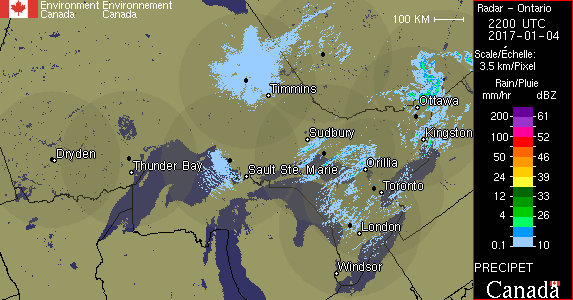 Environment Environnement
Canada Canada
100 KM
Timmins
Ottawa
Kingston
Sudbury
Dryden
Thunder Bay
Sault Ste. Marie
Orillia
Toronto
London
Windsor
Radar - Ontario
2200 UTC
2017-01-04
Scale/Échelle:
3.5 km/Pixel
Rain/Pluie
mm/hr dBZ
200 61
100 52
50 46
24 39
12 33
4 26
0.1 10
PRECIPET
Canada